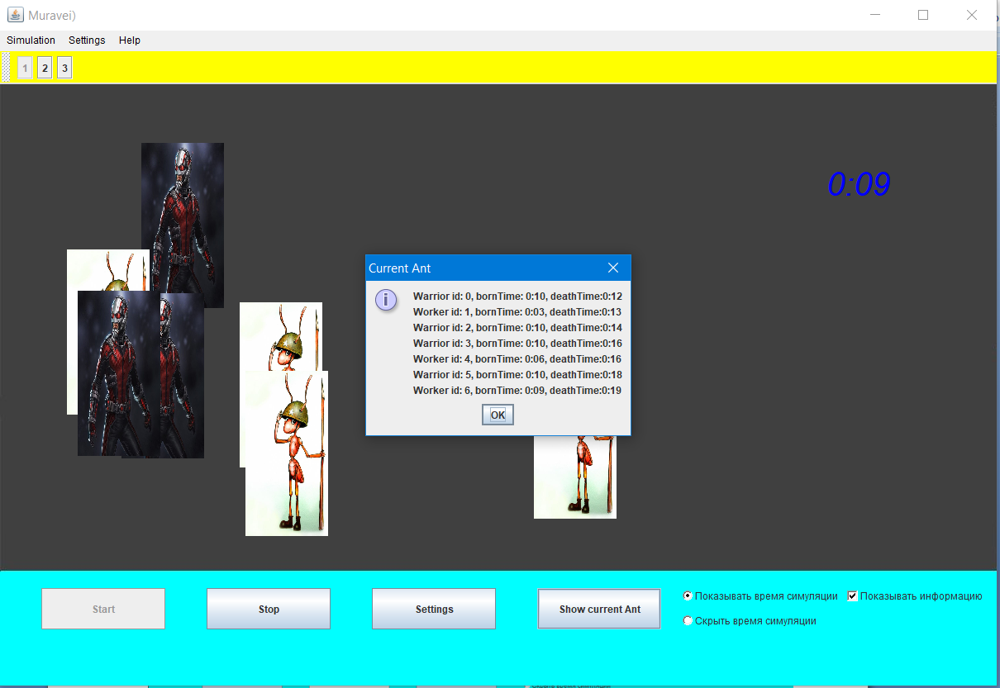 Muravei)
Simulation Settings Help
1 2 3
0:09
Current Ant
Warrior id: 0, bornTime: 0:10, deathTime:0:12
Worker id: 1, bornTime: 0:03, deathTime:0:13
Warrior id: 2, bornTime: 0:10, deathTime:0:14
Warrior id: 3, bornTime: 0:10, deathTime:0:16
Worker id: 4, bornTime: 0:06, deathTime:0:16
Warrior id: 5, bornTime: 0:10, deathTime:0:18
Worker id: 6, bornTime: 0:09, deathTime:0:19
OK
Start Stop Settings Show current Ant
Показывать время симуляции Показывать информацию
Скрыть время симуляции